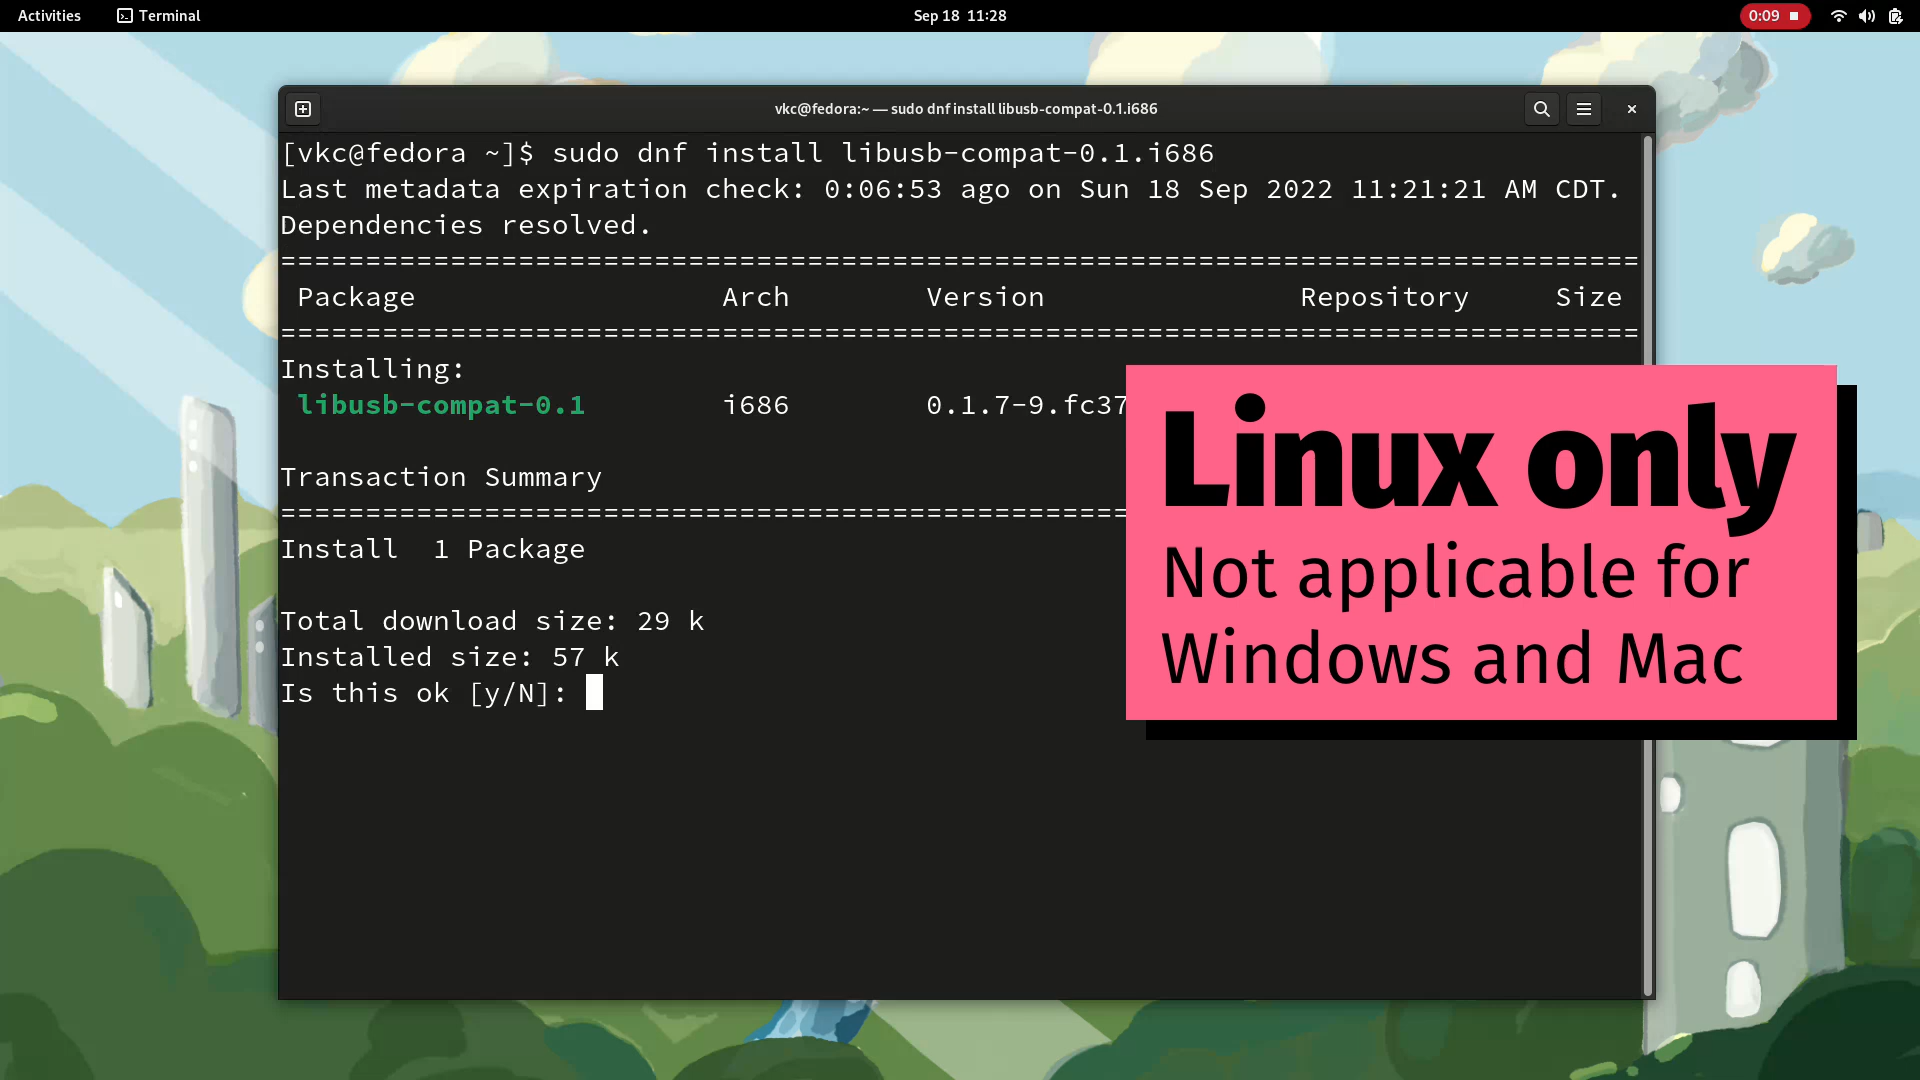 Activities Terminal Sep 18 11:28 0:09
vkc@fedora:~ — sudo dnf install libusb-compat-0.1.i686
[vkc@fedora ~]$ sudo dnf install libusb-compat-0.1.i686
Last metadata expiration check: 0:06:53 ago on Sun 18 Sep 2022 11:21:21 AM CDT.
Dependencies resolved.
================================================================================
Package Arch Version Repository Size
================================================================================
Installing:
libusb-compat-0.1 i686 0.1.7-9.fc37
Transaction Summary
==================================================
Install 1 Package
Total download size: 29 k
Installed size: 57 k
Is this ok [y/N]:
Linux only
Not applicable for
Windows and Mac